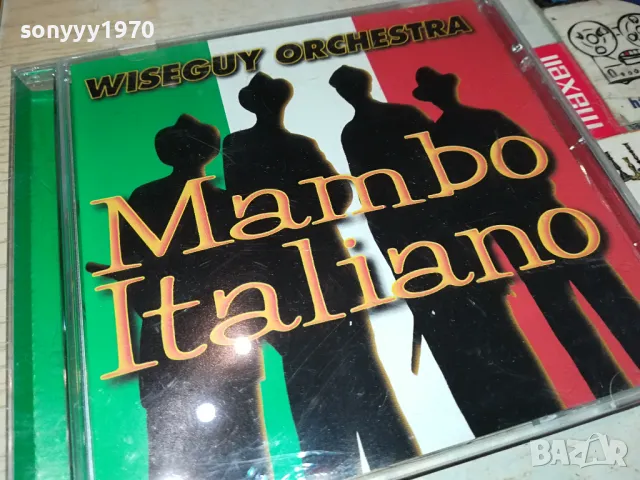 sonyyy1970
WISEGUY ORCHESTRA
maxell
Mambo
Italiano
BAZAR